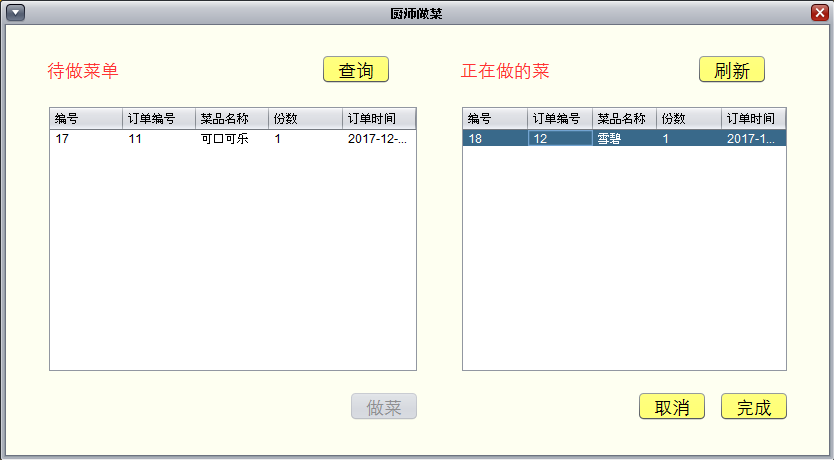 厨师做菜
待做菜单 查询
编号 订单编号 菜品名称 份数 订单时间
17 11 可口可乐 1 2017-12-...
做菜
正在做的菜 刷新
编号 订单编号 菜品名称 份数 订单时间
18 12 雪碧 1 2017-1...
取消 完成